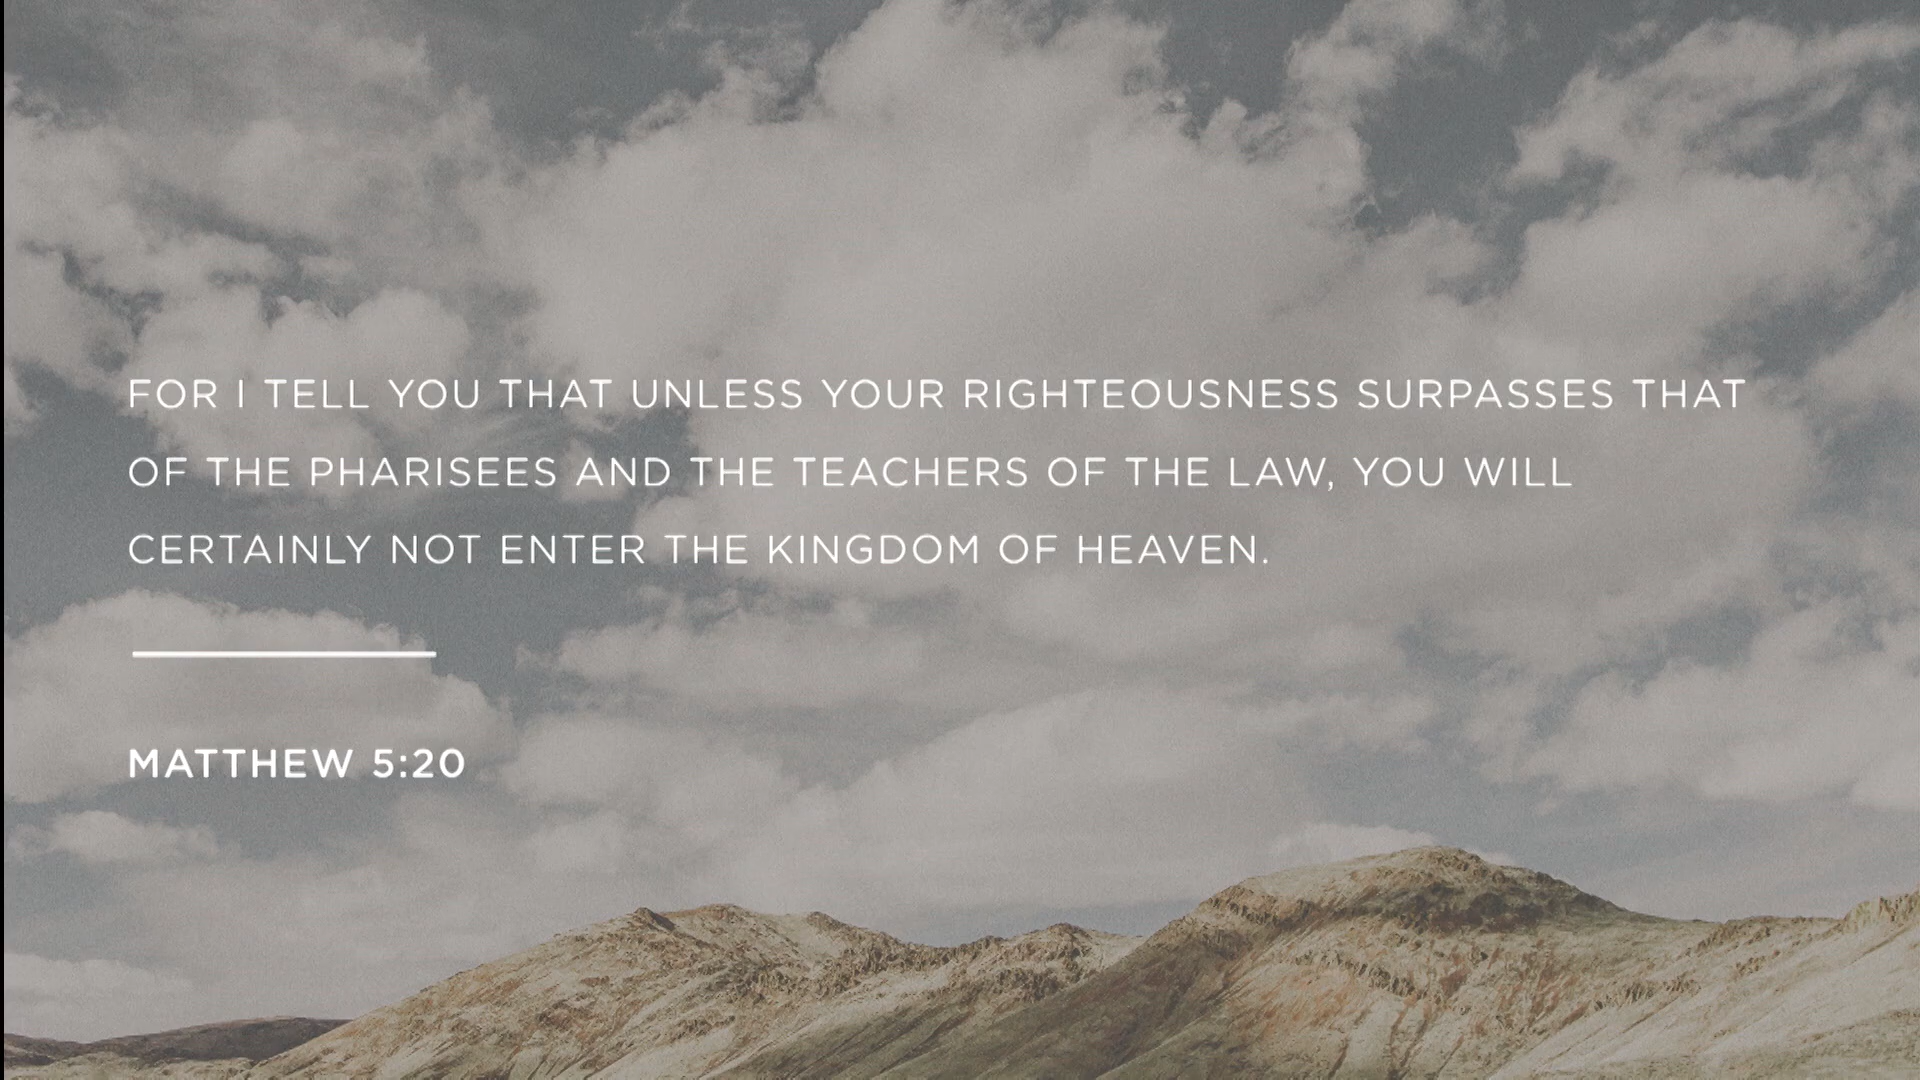 FOR I TELL YOU THAT UNLESS YOUR RIGHTEOUSNESS SURPASSES THAT
OF THE PHARISEES AND THE TEACHERS OF THE LAW, YOU WILL
CERTAINLY NOT ENTER THE KINGDOM OF HEAVEN.
MATTHEW 5:20